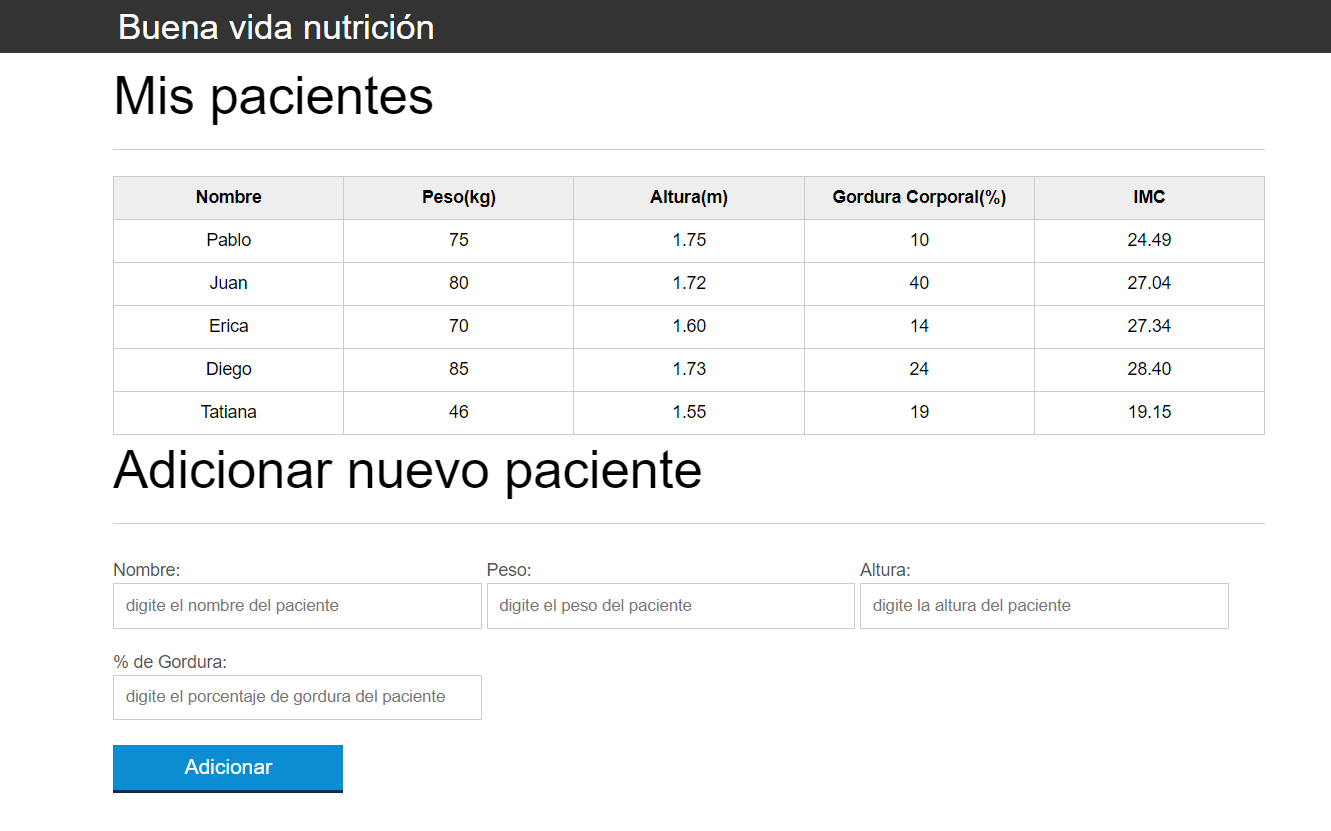 Buena vida nutrición
Mis pacientes
Nombre Peso(kg) Altura(m) Gordura Corporal(%) IMC
Pablo 75 1.75 10 24.49
Juan 80 1.72 40 27.04
Erica 70 1.60 14 27.34
Diego 85 1.73 24 28.40
Tatiana 46 1.55 19 19.15
Adicionar nuevo paciente
Nombre: Peso: Altura:
digite el nombre del paciente digite el peso del paciente digite la altura del paciente
% de Gordura:
digite el porcentaje de gordura del paciente
Adicionar